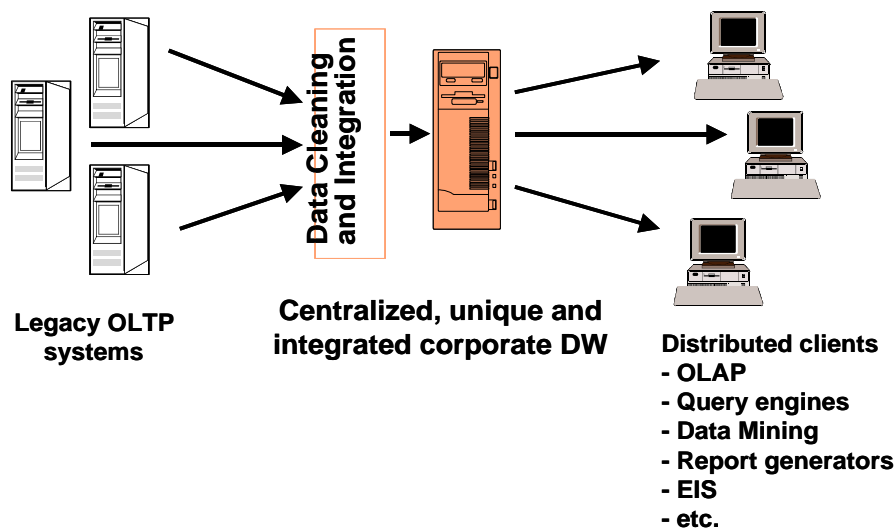 Data Cleaning
and Integration
Legacy OLTP
systems
Centralized, unique and
integrated corporate DW
Distributed clients
- OLAP
- Query engines
- Data Mining
- Report generators
- EIS
- etc.